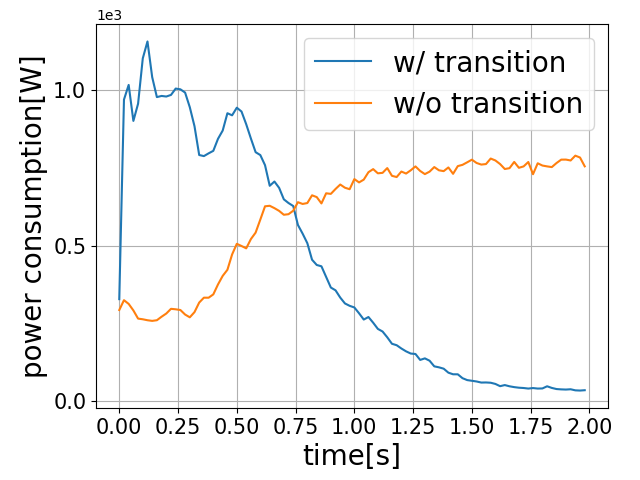 1e3
w/ transition
w/o transition
power consumption[W]
1.0
0.5
0.0
0.00 0.25 0.50 0.75 1.00 1.25 1.50 1.75 2.00
time[s]